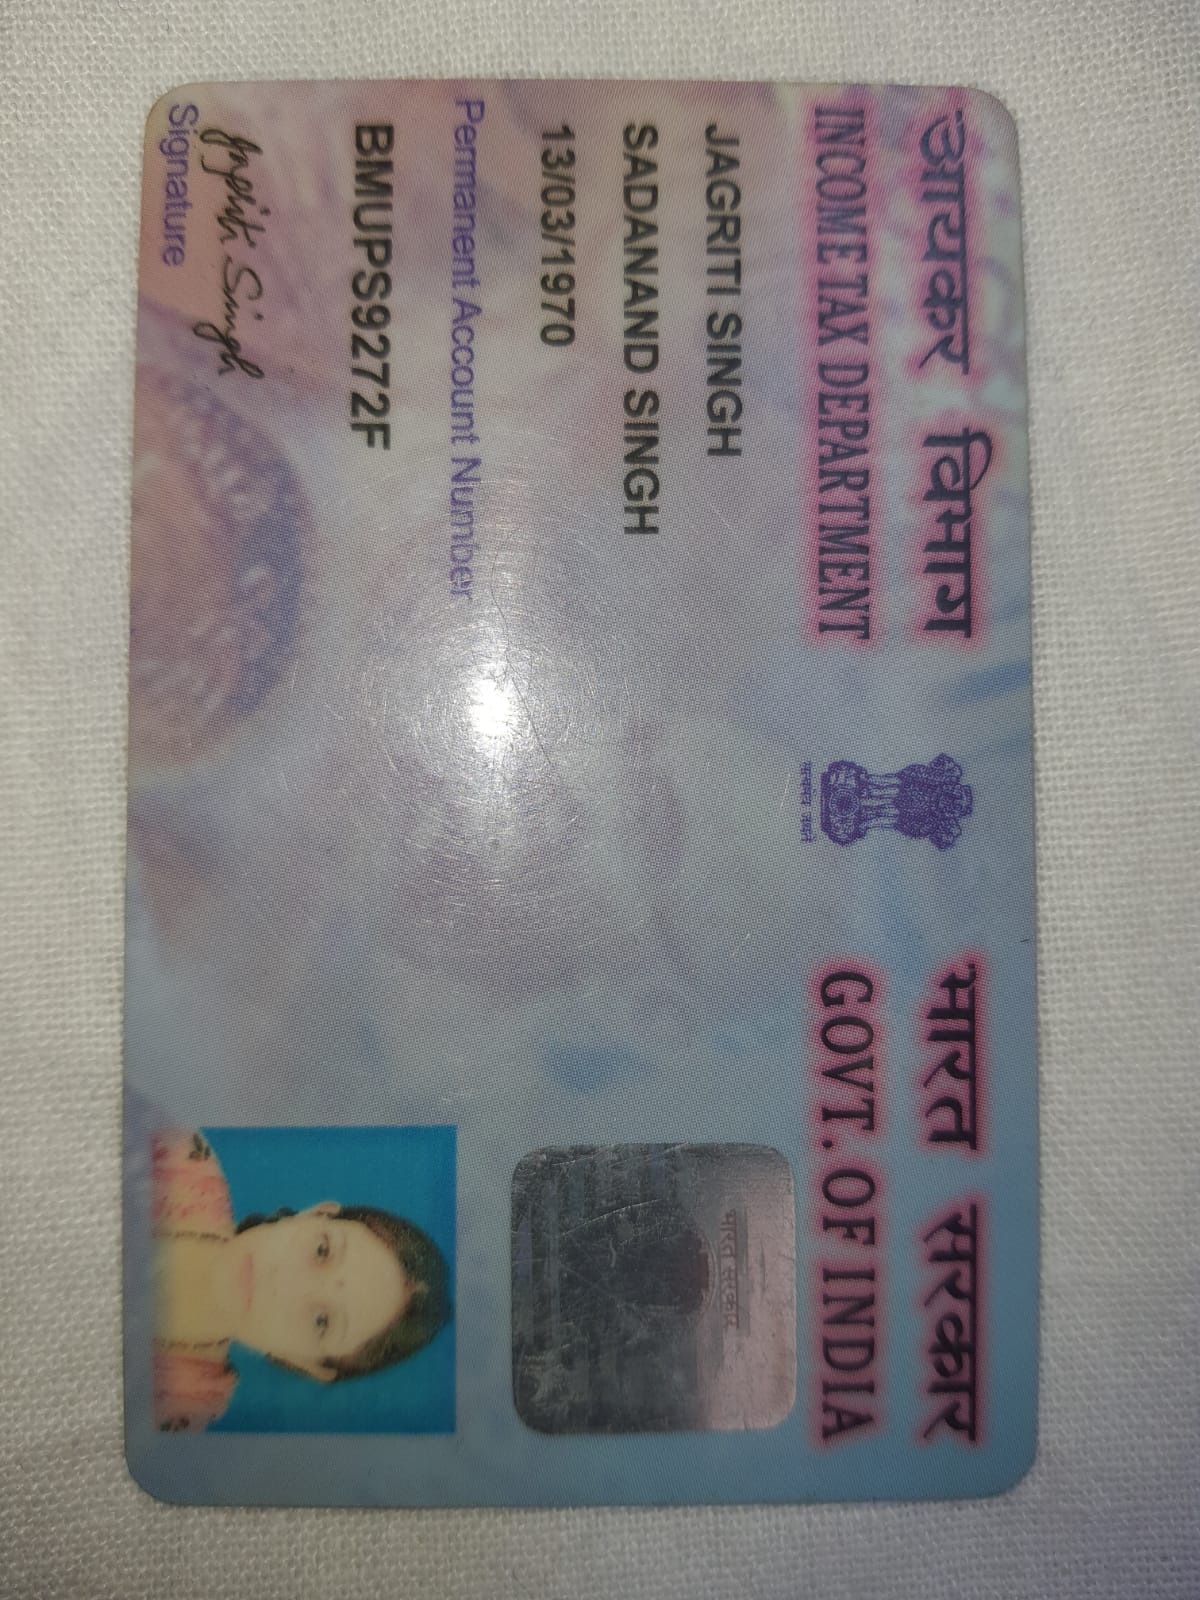 आयकर विभाग
INCOME TAX DEPARTMENT
भारत सरकार
GOVT. OF INDIA
सत्यमेव जयते
JAGRITI SINGH
SADANAND SINGH
13/03/1970
Permanent Account Number
BMUPS9272F
Jagriti Singh
Signature
भारत सरकार